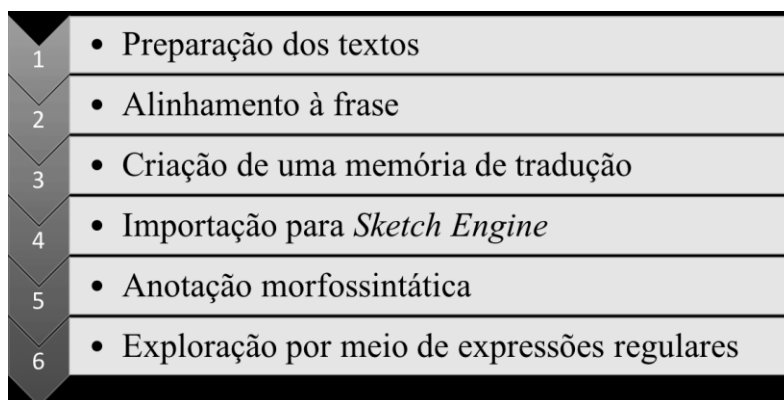 1 • Preparação dos textos
2 • Alinhamento à frase
3 • Criação de uma memória de tradução
4 • Importação para Sketch Engine
5 • Anotação morfossintática
6 • Exploração por meio de expressões regulares